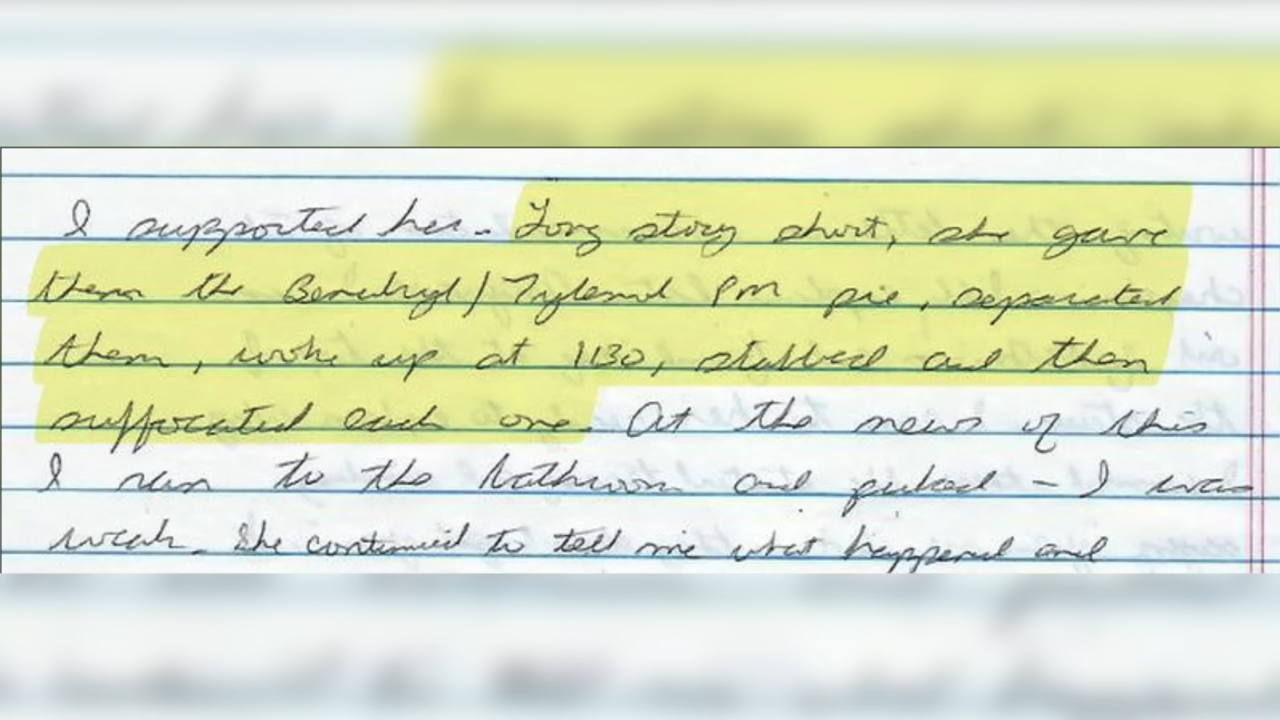 I supported her. Long story short, she gave
them the Benedryl/Tylenol PM pie, separated
them, woke up at 1130, stabbed and then
suffocated each one. At the news of this
I ran to the bathroom and puked – I was
weak. She continued to tell me what happened and